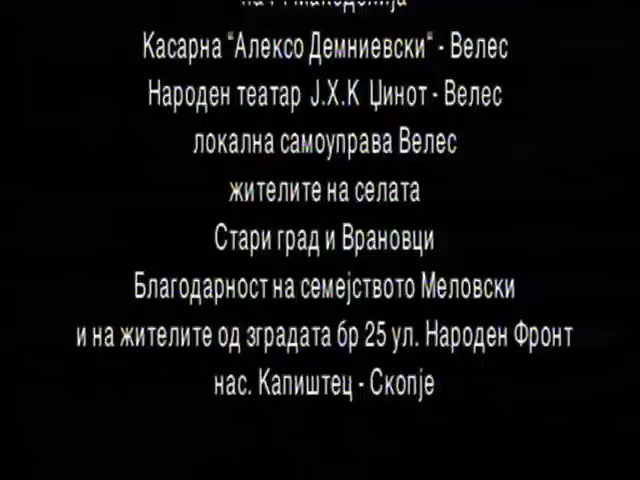 Касарна "Алексо Демниевски" - Велес
Народен театар Ј.Х.К Џинот - Велес
локална самоуправа Велес
жителите на селата
Стари град и Врановци
Благодарност на семејството Меловски
и на жителите од зградата бр 25 ул. Народен Фронт
нас. Капиштец - Скопје